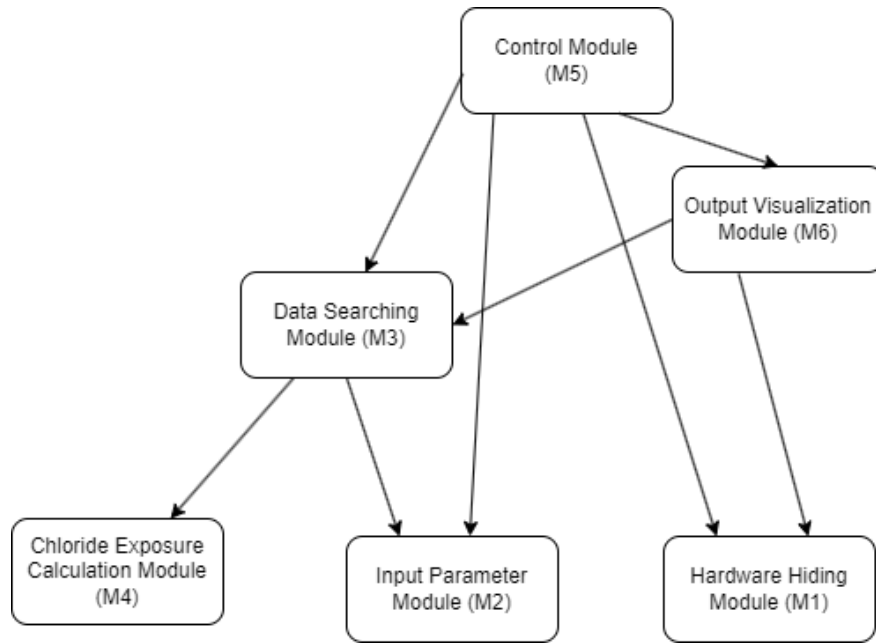 Control Module
(M5)
Output Visualization
Module (M6)
Data Searching
Module (M3)
Chloride Exposure
Calculation Module
(M4)
Input Parameter
Module (M2)
Hardware Hiding
Module (M1)